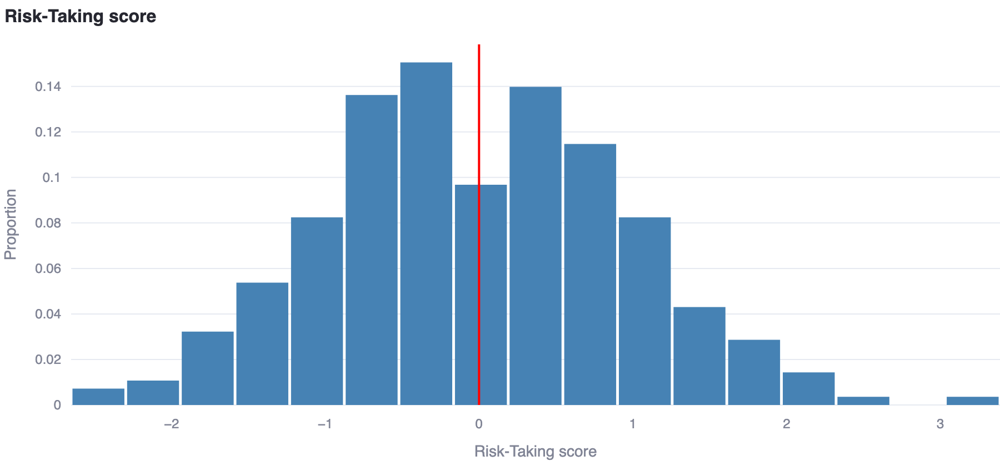 Risk-Taking score
Proportion
0.14
0.12
0.1
0.08
0.06
0.04
0.02
0
−2 −1 0 1 2 3
Risk-Taking score